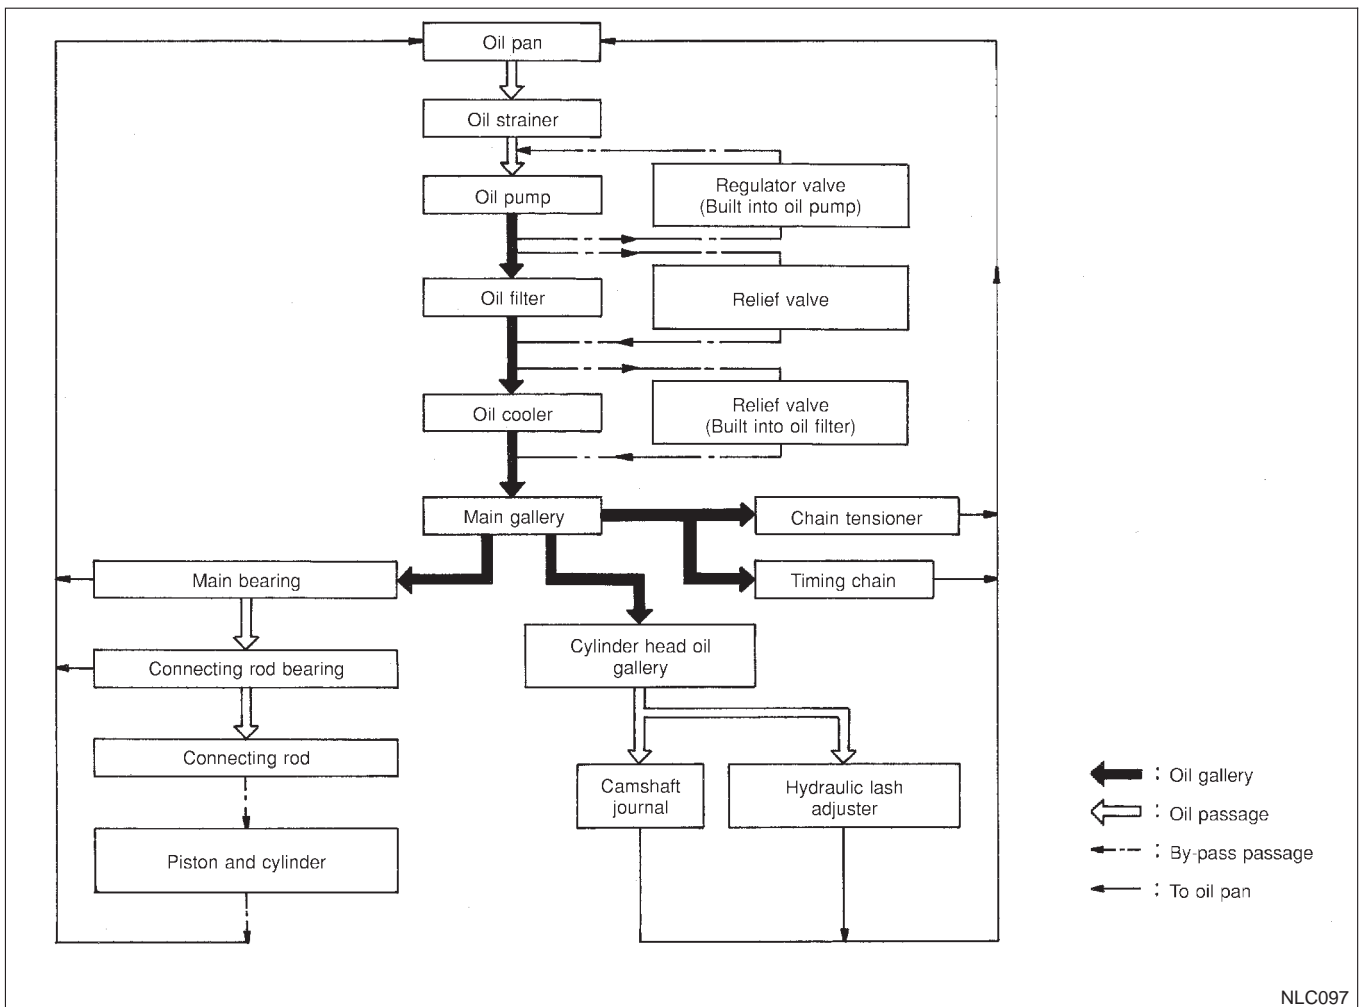 Oil pan
Oil strainer
Oil pump
Regulator valve
(Built into oil pump)
Oil filter
Relief valve
Oil cooler
Relief valve
(Built into oil filter)
Main gallery
Chain tensioner
Main bearing
Timing chain
Cylinder head oil
gallery
Connecting rod bearing
Connecting rod
Camshaft
journal
Hydraulic lash
adjuster
Piston and cylinder
: Oil gallery
: Oil passage
: By-pass passage
: To oil pan
NLC097